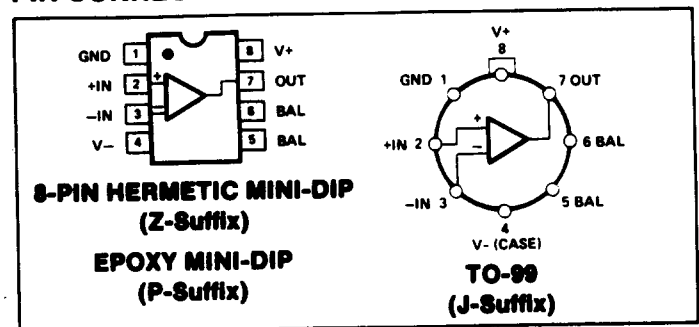 GND 1
8 V+
+IN 2
7 OUT
-IN 3
6 BAL
V- 4
5 BAL
+
8-PIN HERMETIC MINI-DIP
(Z-Suffix)
EPOXY MINI-DIP
(P-Suffix)
V+
8
GND 1
7 OUT
+
+IN 2
6 BAL
−
-IN 3
5 BAL
4
V- (CASE)
TO-99
(J-Suffix)